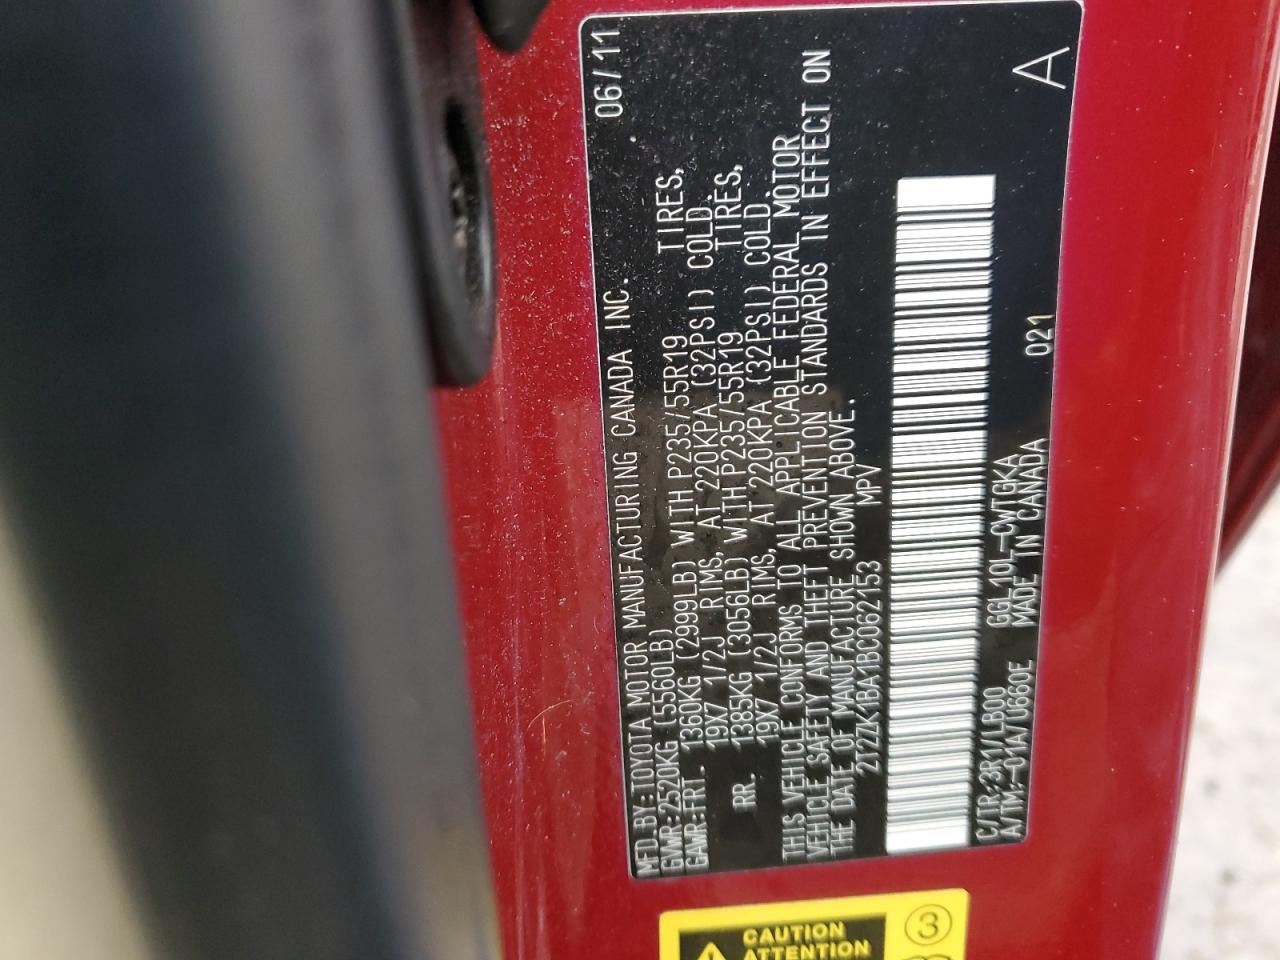 MFD.BY:TOYOTA MOTOR MANUFACTURING CANADA INC. 06/11
GVWR:2520KG (5560LB)
GAWR:FRT. 1360KG (2999LB) WITH P235/55R19 TIRES,
19X7 1/2J RIMS, AT 220KPA (32PSI) COLD.
RR. 1385KG (3056LB) WITH P235/55R19 TIRES,
19X7 1/2J RIMS, AT 220KPA (32PSI) COLD.
THIS VEHICLE CONFORMS TO ALL APPLICABLE FEDERAL MOTOR
VEHICLE SAFETY AND THEFT PREVENTION STANDARDS IN EFFECT ON
THE DATE OF MANUFACTURE SHOWN ABOVE.
2T2ZK1BA1BC062153 MPV
C/TR:3R1/LB00 GGL10L-CWTGKA
A/TM:-01A/U660E MADE IN CANADA 021 A
CAUTION
ATTENTION
3